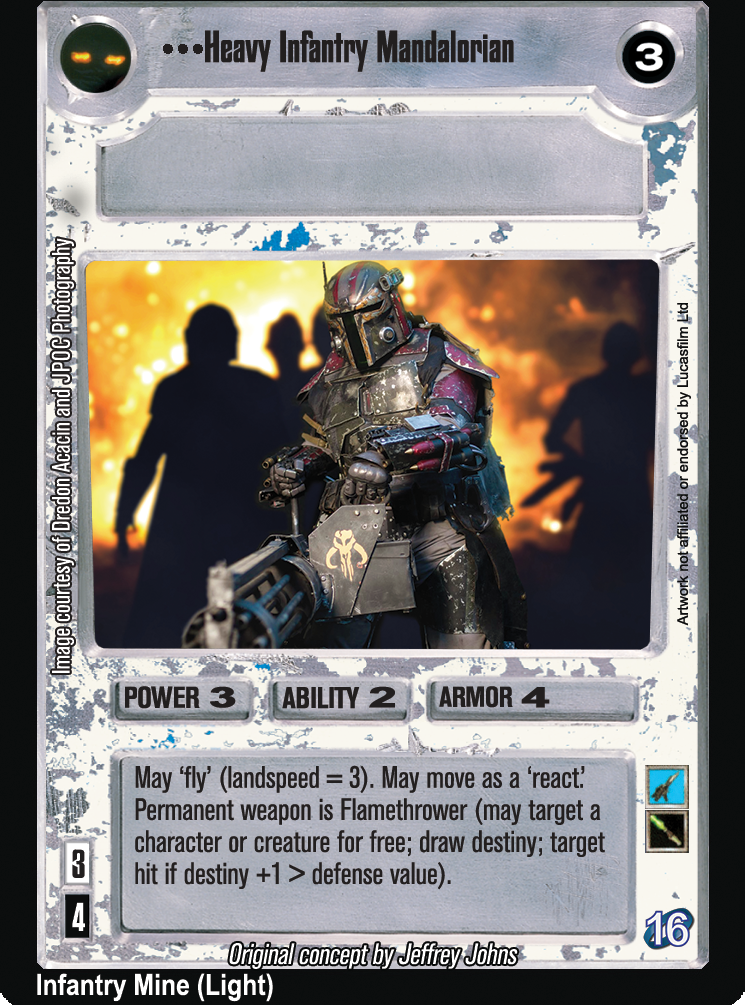 •••Heavy Infantry Mandalorian
3
Image courtesy of Dredon Acacin and JPOC Photography
Artwork not affiliated or endorsed by Lucasfilm Ltd
POWER 3
ABILITY 2
ARMOR 4
May ‘fly’ (landspeed = 3). May move as a ‘react.’
Permanent weapon is Flamethrower (may target a
character or creature for free; draw destiny; target
hit if destiny +1 > defense value).
3
4
16
Original concept by Jeffrey Johns
Infantry Mine (Light)